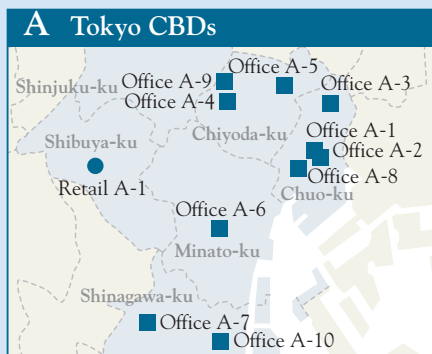 A Tokyo CBDs
Office A-5
Shinjuku-ku
Office A-9
Office A-3
Office A-4
Chiyoda-ku
Office A-1
Shibuya-ku
Office A-2
Office A-8
Retail A-1
Chuo-ku
Office A-6
Minato-ku
Shinagawa-ku
Office A-7
Office A-10